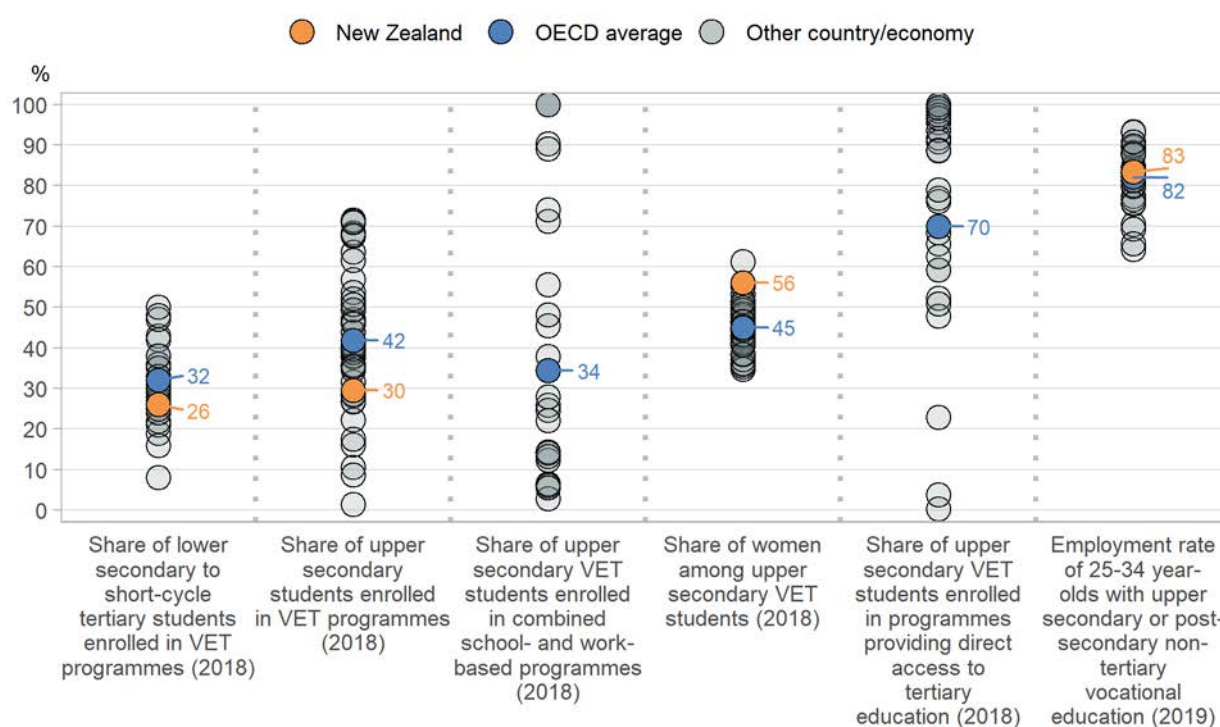 New Zealand OECD average Other country/economy
%
100
90
80
70
60
50
40
30
20
10
0
32
26
42
30
34
56
45
70
83
82
Share of lower
secondary to
short-cycle
tertiary students
enrolled in VET
programmes (2018)
Share of upper
secondary
students enrolled
in VET programmes
(2018)
Share of upper
secondary VET
students enrolled
in combined
school- and work-
based programmes
(2018)
Share of women
among upper
secondary VET
students (2018)
Share of upper
secondary VET
students enrolled
in programmes
providing direct
access to
tertiary
education (2018)
Employment rate
of 25-34 year-
olds with upper
secondary or post-
secondary non-
tertiary
vocational
education (2019)